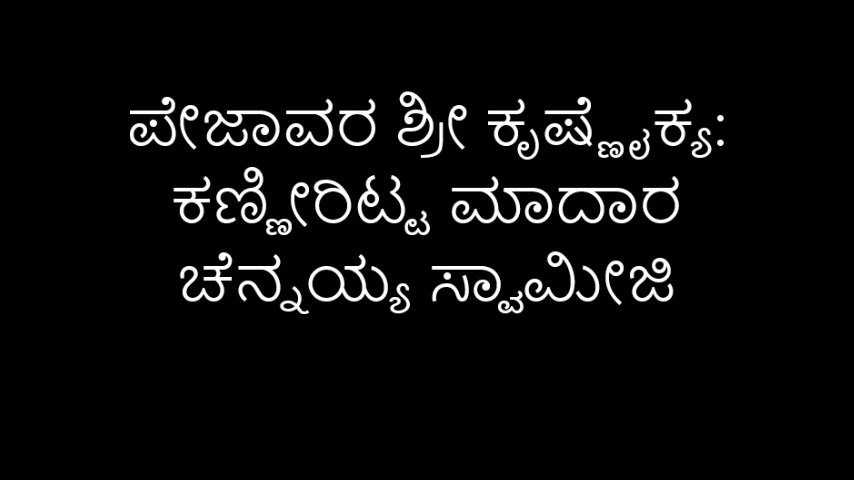 ಪೇಜಾವರ ಶ್ರೀ ಕೃಷ್ಣೈಕ್ಯ:
ಕಣ್ಣೀರಿಟ್ಟ ಮಾದಾರ
ಚೆನ್ನಯ್ಯ ಸ್ವಾಮೀಜಿ